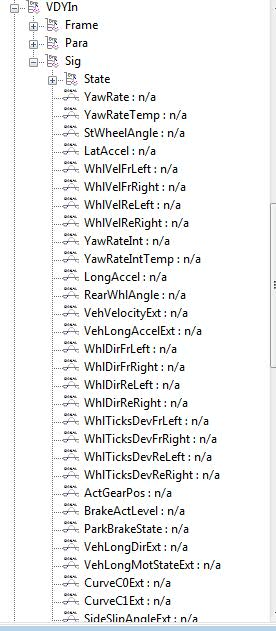 VDYIn
Frame
Para
Sig
State
YawRate : n/a
YawRateTemp : n/a
StWheelAngle : n/a
LatAccel : n/a
WhlVelFrLeft : n/a
WhlVelFrRight : n/a
WhlVelReLeft : n/a
WhlVelReRight : n/a
YawRateInt : n/a
YawRateIntTemp : n/a
LongAccel : n/a
RearWhlAngle : n/a
VehVelocityExt : n/a
VehLongAccelExt : n/a
WhlDirFrLeft : n/a
WhlDirFrRight : n/a
WhlDirReLeft : n/a
WhlDirReRight : n/a
WhlTicksDevFrLeft : n/a
WhlTicksDevFrRight : n/a
WhlTicksDevReLeft : n/a
WhlTicksDevReRight : n/a
ActGearPos : n/a
BrakeActLevel : n/a
ParkBrakeState : n/a
VehLongDirExt : n/a
VehLongMotStateExt : n/a
CurveC0Ext : n/a
CurveC1Ext : n/a
SideSlipAngleExt : n/a